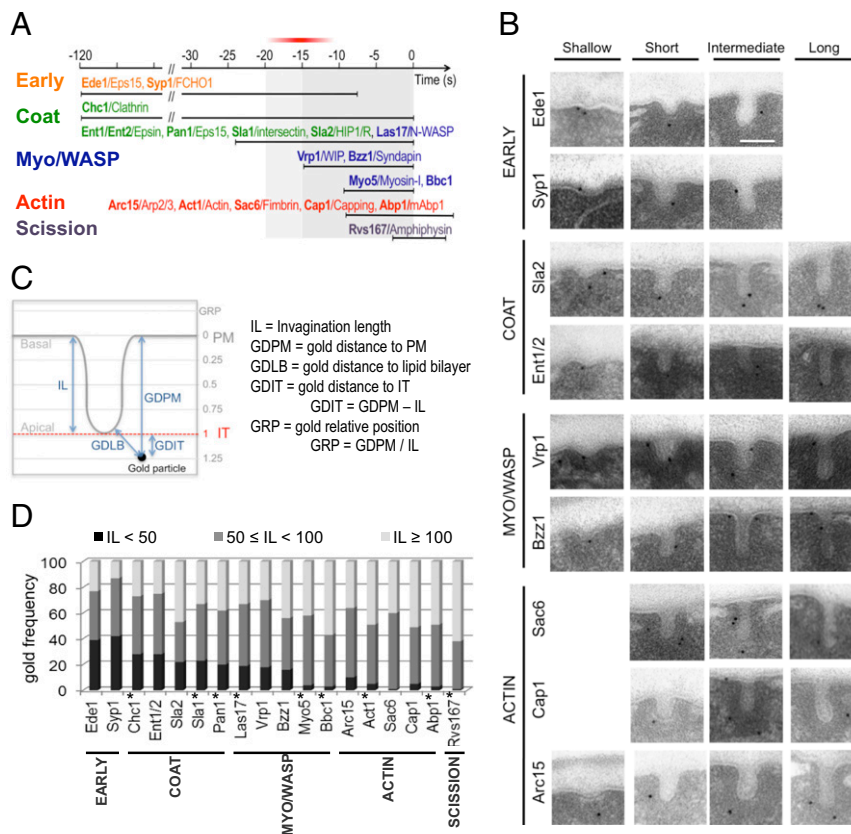 A
-120 // -35 -30 -25 -20 -15 -10 -5 0
Time (s)
Early
Ede1/Eps15, Syp1/FCHO1
//
Coat
Chc1/Clathrin
//
Ent1/Ent2/Epsin, Pan1/Eps15, Sla1/intersectin, Sla2/HIP1/R, Las17/N-WASP
Myo/WASP
Vrp1/WIP, Bzz1/Syndapin
Myo5/Myosin-I, Bbc1
Actin
Arc15/Arp2/3, Act1/Actin, Sac6/Fimbrin, Cap1/Capping, Abp1/mAbp1
Scission
Rvs167/Amphiphysin
B
Shallow Short Intermediate Long
EARLY
Ede1
Syp1
COAT
Sla2
Ent1/2
MYO/WASP
Vrp1
Bzz1
ACTIN
Sac6
Cap1
Arc15
C
GRP
Basal
0 PM
0.25
IL
GDPM
0.5
0.75
Apical
1 IT
GDLB
GDIT
Gold particle
1.25
IL = Invagination length
GDPM = gold distance to PM
GDLB = gold distance to lipid bilayer
GDIT = gold distance to IT
GDIT = GDPM – IL
GRP = gold relative position
GRP = GDPM / IL
D
IL < 50 50 ≤ IL < 100 IL ≥ 100
gold frequency
100
80
60
40
20
0
Ede1 Syp1 * Chc1 Ent1/2 Sla2 * Sla1 * Pan1 * Las17 Vrp1 Bzz1 * Myo5 * Bbc1 Arc15 * Act1 Sac6 Cap1 * Abp1 * Rvs167
EARLY COAT MYO/WASP ACTIN SCISSION